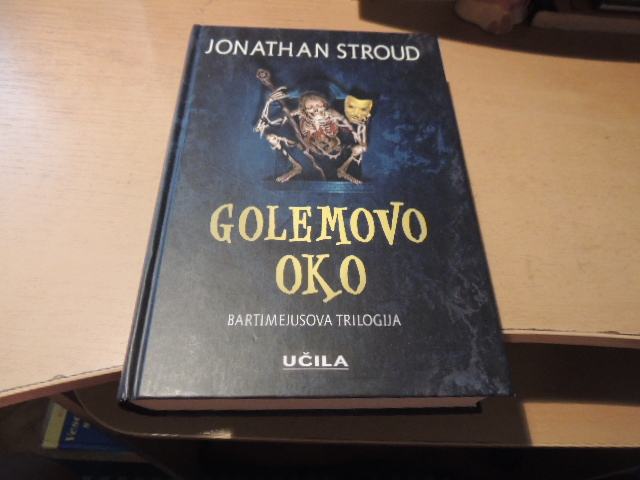 JONATHAN STROUD
GOLEMOVO
OKO
BARTIMEJUSOVA TRILOGIJA
UČILA